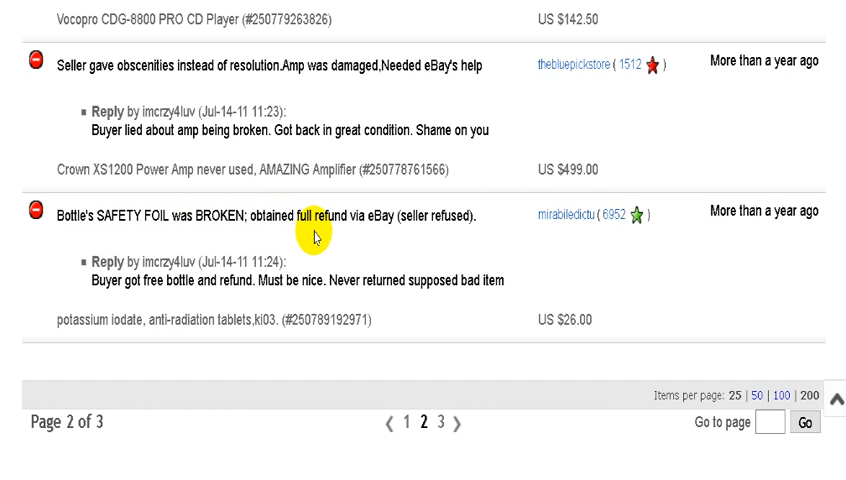 Vocopro CDG-8800 PRO CD Player (#250779263826) US $142.50
Seller gave obscenities instead of resolution.Amp was damaged,Needed eBay's help thebluepickstore ( 1512 ) More than a year ago
Reply by imcrzy4luv (Jul-14-11 11:23):
Buyer lied about amp being broken. Got back in great condition. Shame on you
Crown XS1200 Power Amp never used, AMAZING Amplifier (#250778761566) US $499.00
Bottle's SAFETY FOIL was BROKEN; obtained full refund via eBay (seller refused). mirabiledictu ( 6952 ) More than a year ago
Reply by imcrzy4luv (Jul-14-11 11:24):
Buyer got free bottle and refund. Must be nice. Never returned supposed bad item
potassium iodate, anti-radiation tablets,ki03. (#250789192971) US $26.00
Items per page: 25 | 50 | 100 | 200
Page 2 of 3 1 2 3 Go to page Go